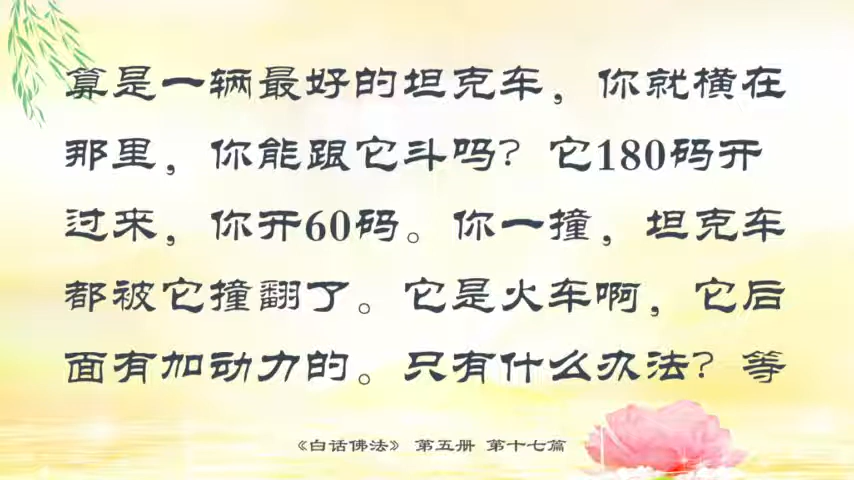 算是一辆最好的坦克车，你就横在
那里，你能跟它斗吗？它180码开
过来，你开60码。你一撞，坦克车
都被它撞翻了。它是火车啊，它后
面有加动力的。只有什么办法？等
《白话佛法》 第五册 第十七篇